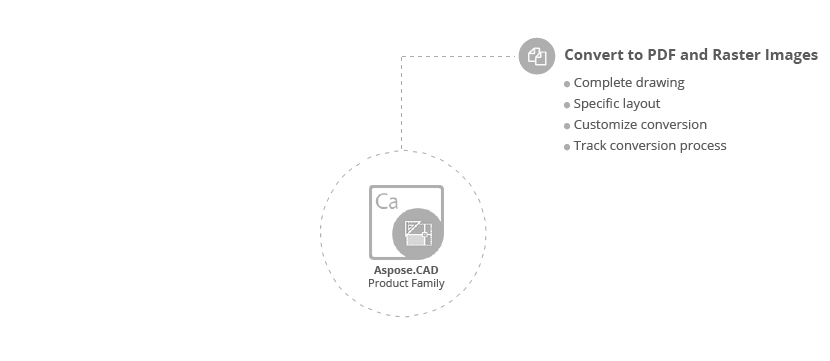 Convert to PDF and Raster Images
Complete drawing
Specific layout
Customize conversion
Track conversion process
Ca
Aspose.CAD
Product Family